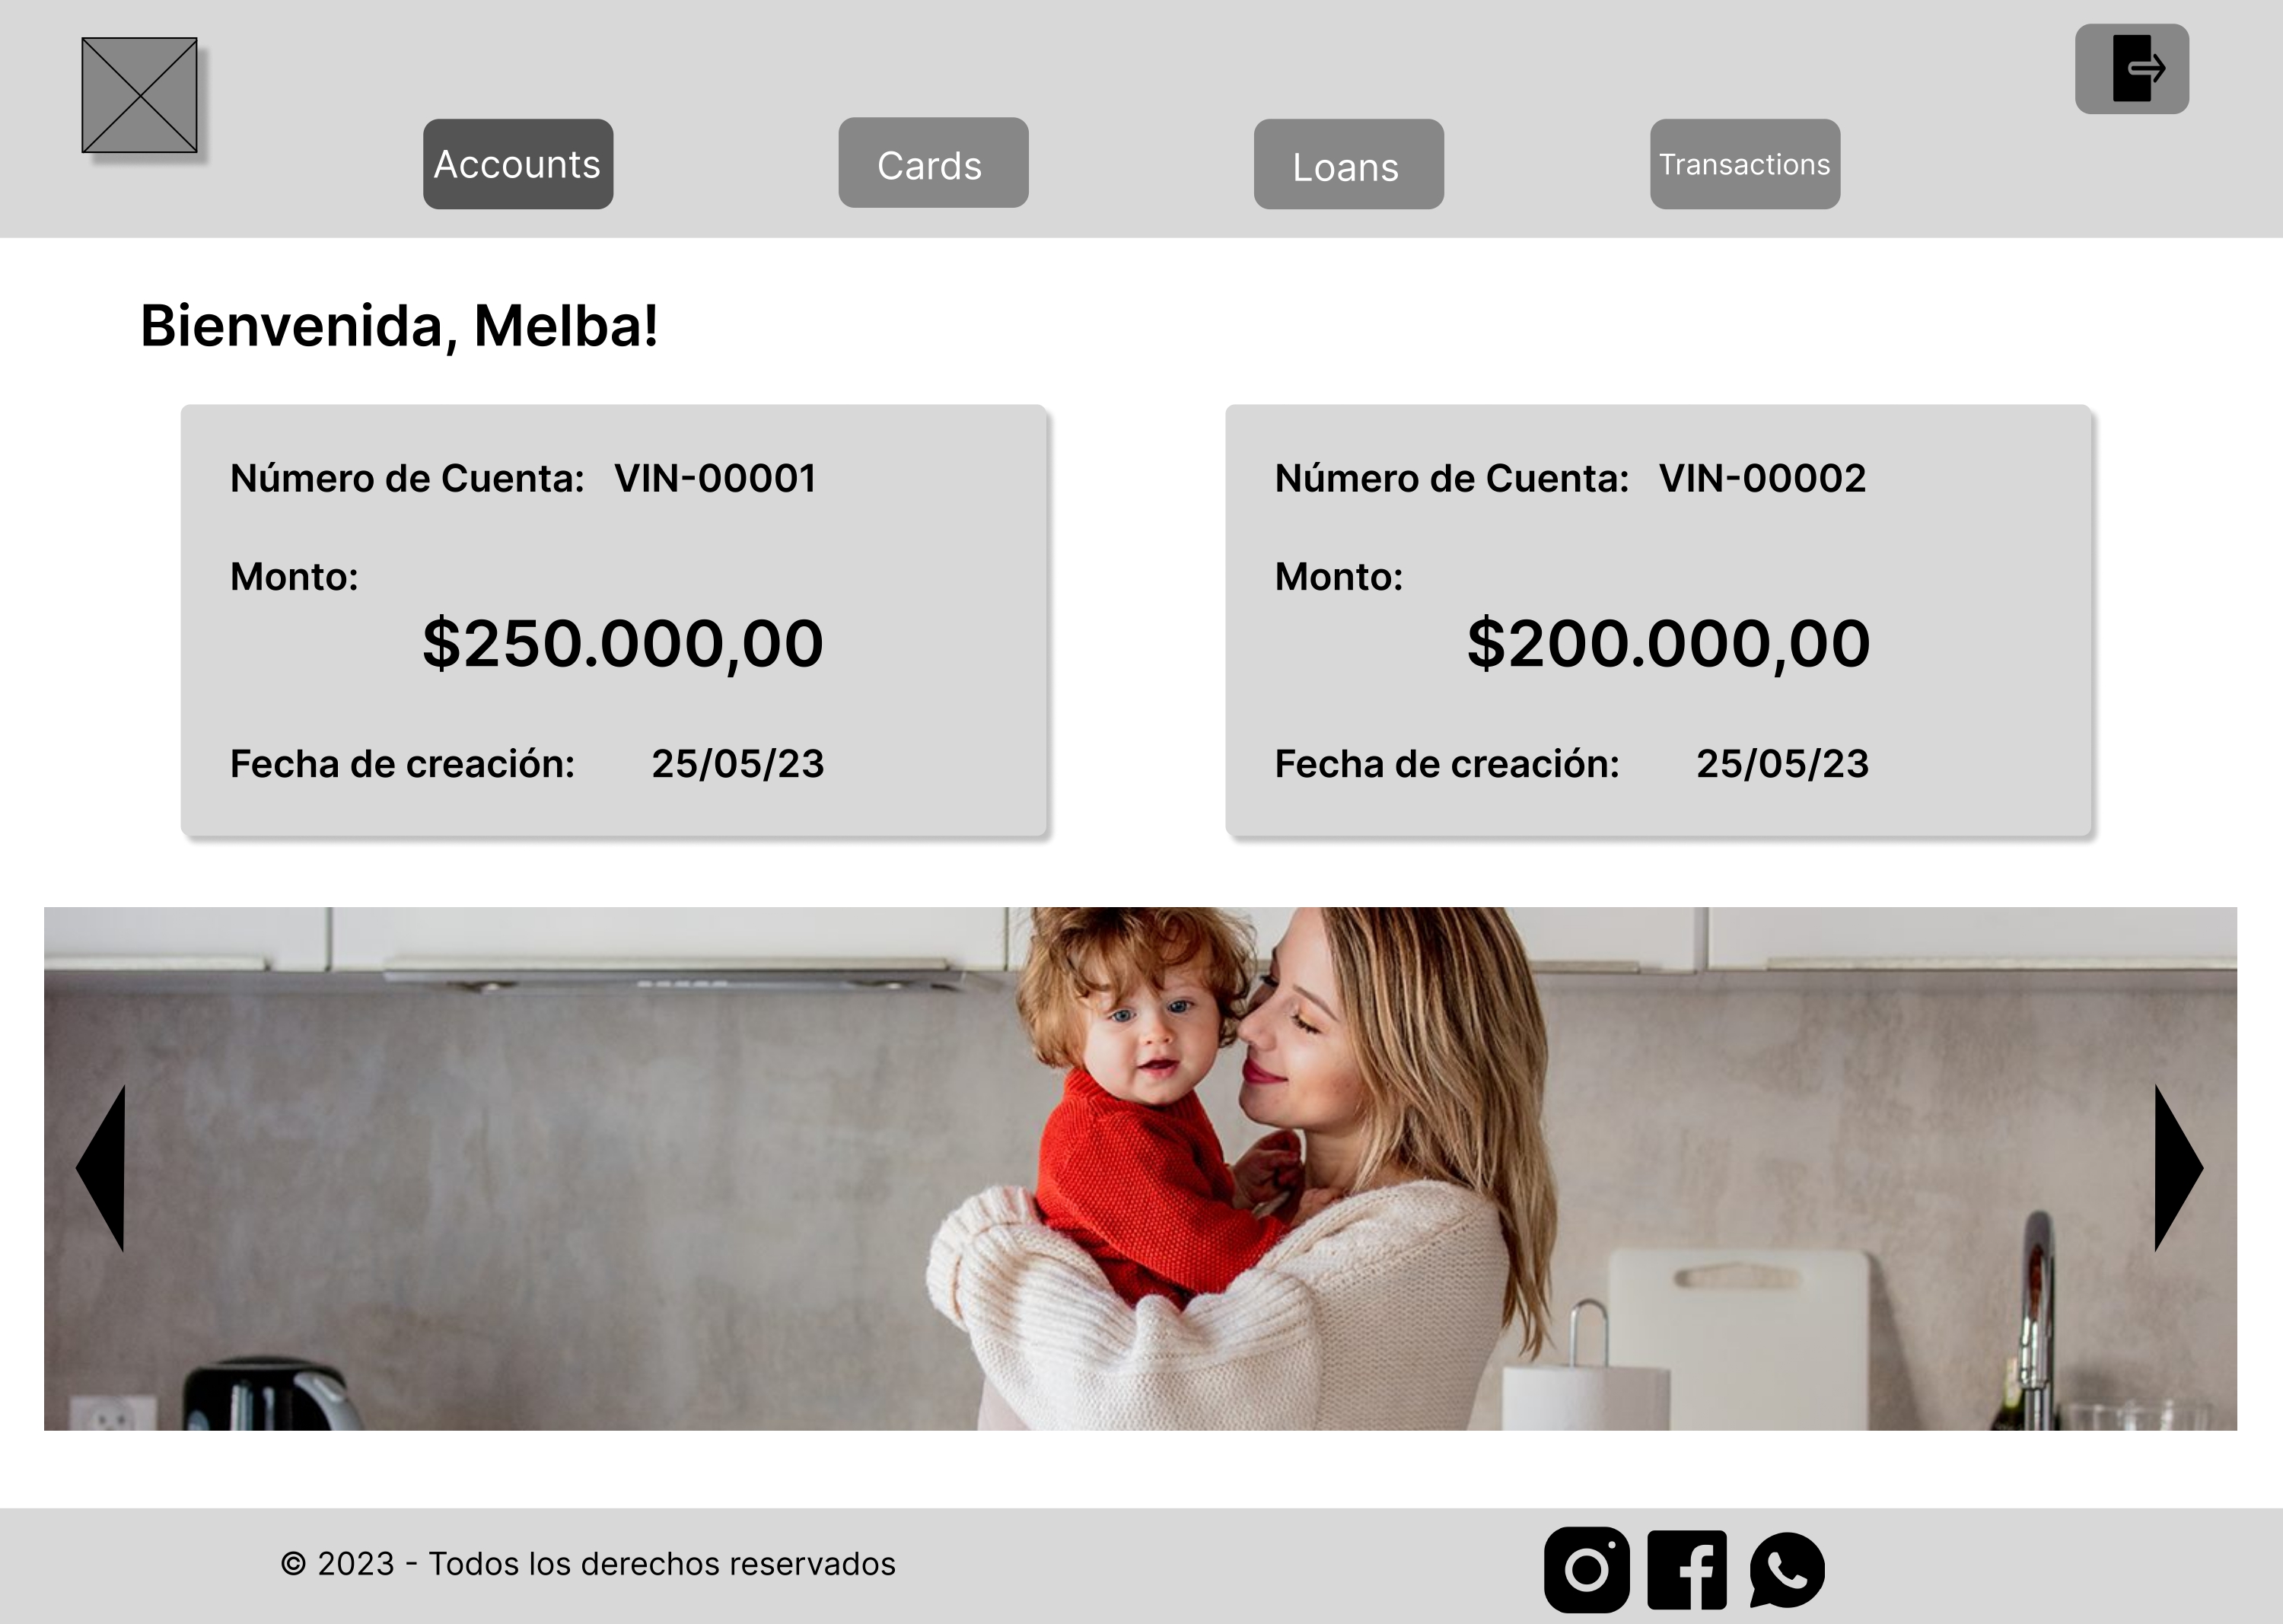 Accounts
Cards
Loans
Transactions
Bienvenida, Melba!
Número de Cuenta: VIN-00001
Monto:
$250.000,00
Fecha de creación: 25/05/23
Número de Cuenta: VIN-00002
Monto:
$200.000,00
Fecha de creación: 25/05/23
© 2023 - Todos los derechos reservados